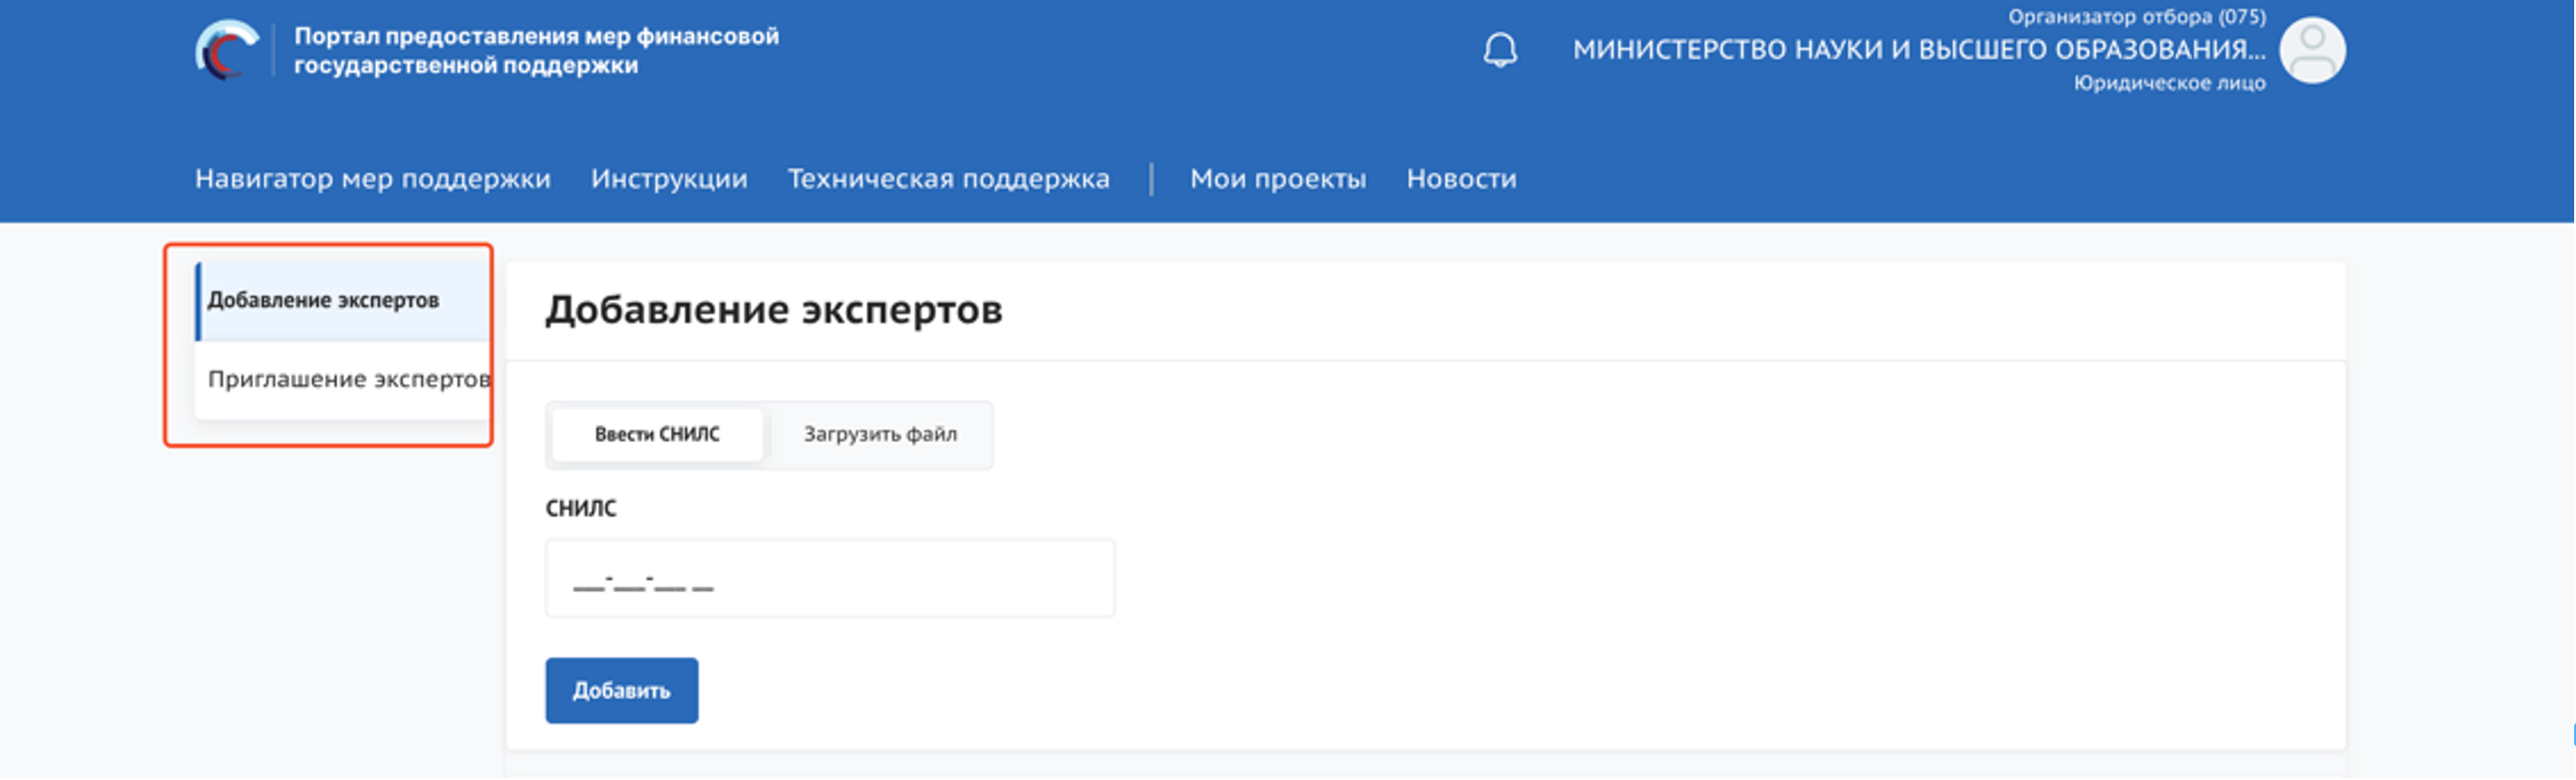 Портал предоставления мер финансовой
государственной поддержки
Организатор отбора (075)
МИНИСТЕРСТВО НАУКИ И ВЫСШЕГО ОБРАЗОВАНИЯ...
Юридическое лицо
Навигатор мер поддержки Инструкции Техническая поддержка | Мои проекты Новости
Добавление экспертов
Приглашение экспертов
Добавление экспертов
Ввести СНИЛС Загрузить файл
СНИЛС
___-___-___ __
Добавить